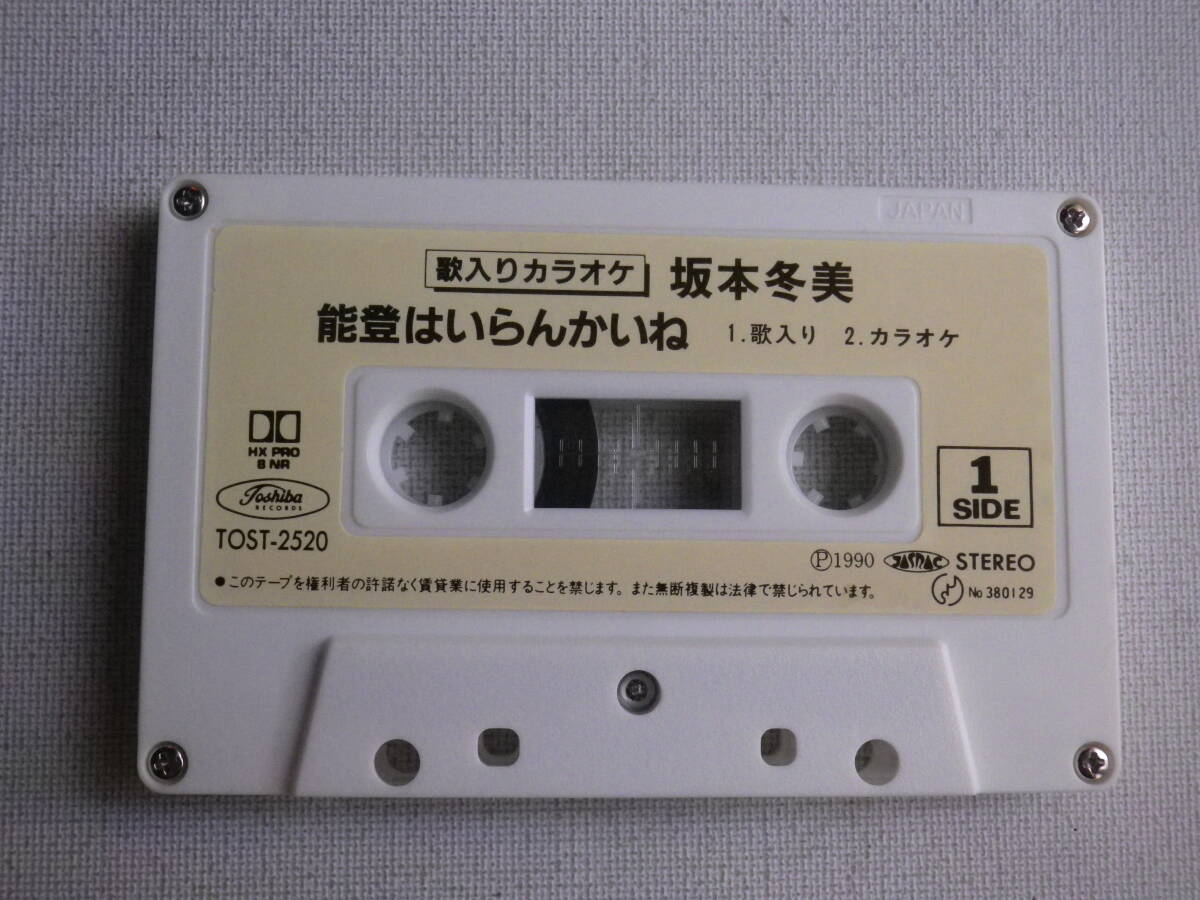 JAPAN
歌入りカラオケ 坂本冬美
能登はいらんかいね 1.歌入り 2.カラオケ
HX PRO
B NR
Toshiba
RECORDS
TOST-2520
1
SIDE
Ⓟ1990 JASRAC STEREO
●このテープを権利者の許諾なく賃貸業に使用することを禁じます。また無断複製は法律で禁じられています。
No 380129